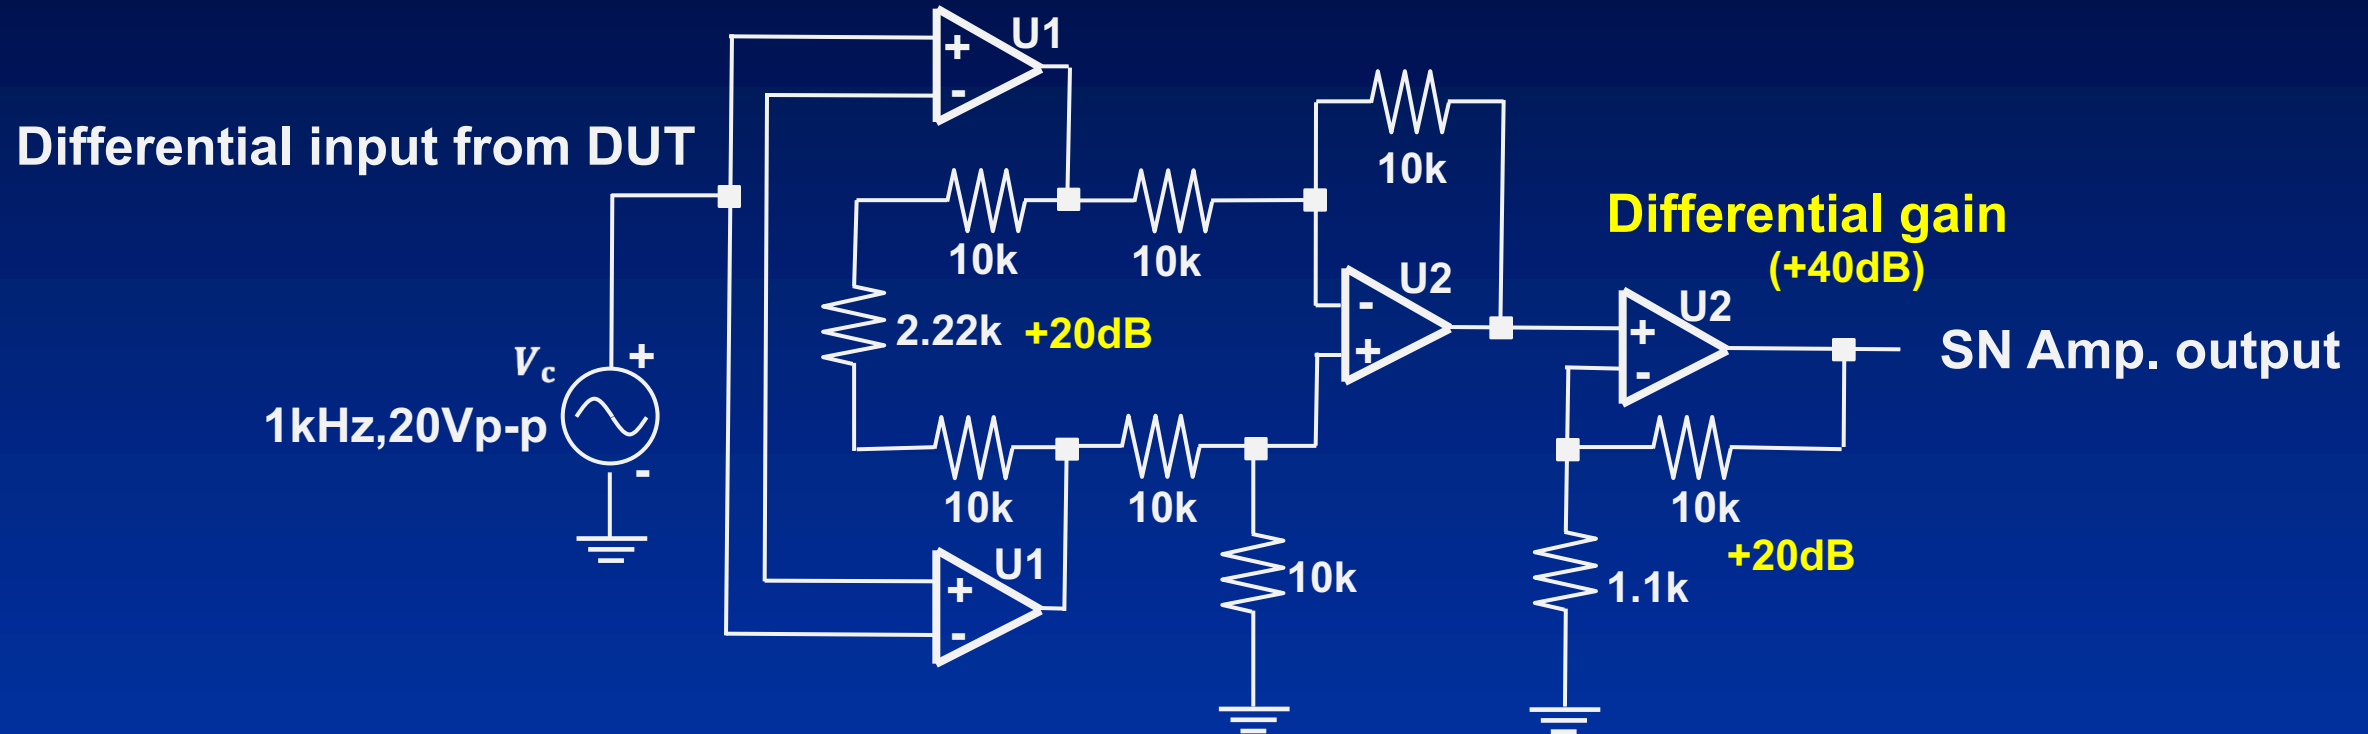 U1
+
-
Differential input from DUT
10k
10k
10k
Differential gain
(+40dB)
U2
U2
2.22k +20dB
-
+
+
-
SN Amp. output
Vc
+
1kHz,20Vp-p
-
10k
10k
10k
+20dB
U1
+
-
10k
1.1k